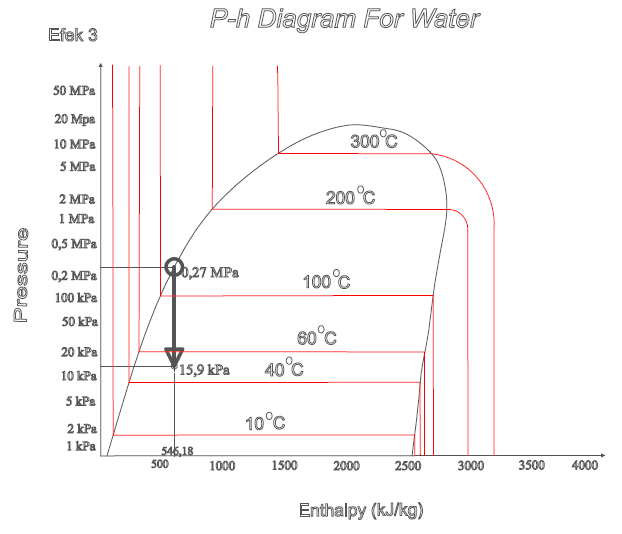 P-h Diagram For Water
Efek 3
50 MPa
20 Mpa
10 MPa
5 MPa
2 MPa
1 MPa
0,5 MPa
0,2 MPa
100 kPa
50 kPa
20 kPa
10 kPa
5 kPa
2 kPa
1 kPa
Pressure
300°C
200°C
0,27 MPa
100°C
60°C
15,9 kPa
40°C
10°C
546,18
500 1000 1500 2000 2500 3000 3500 4000
Enthalpy (kJ/kg)